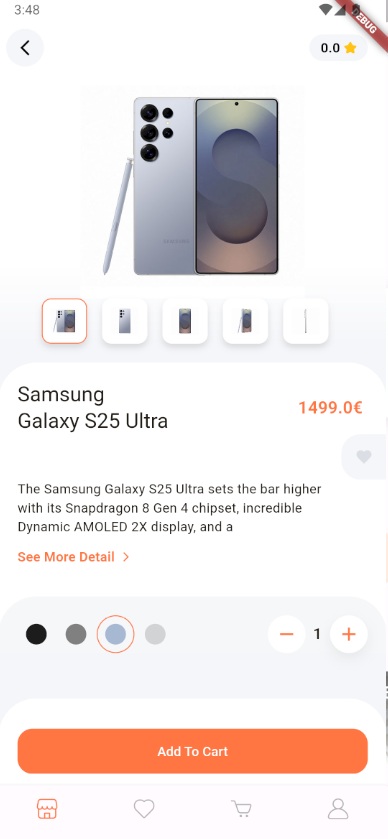 3:48
0.0
Samsung
Galaxy S25 Ultra
1499.0€
The Samsung Galaxy S25 Ultra sets the bar higher
with its Snapdragon 8 Gen 4 chipset, incredible
Dynamic AMOLED 2X display, and a
See More Detail
1
Add To Cart